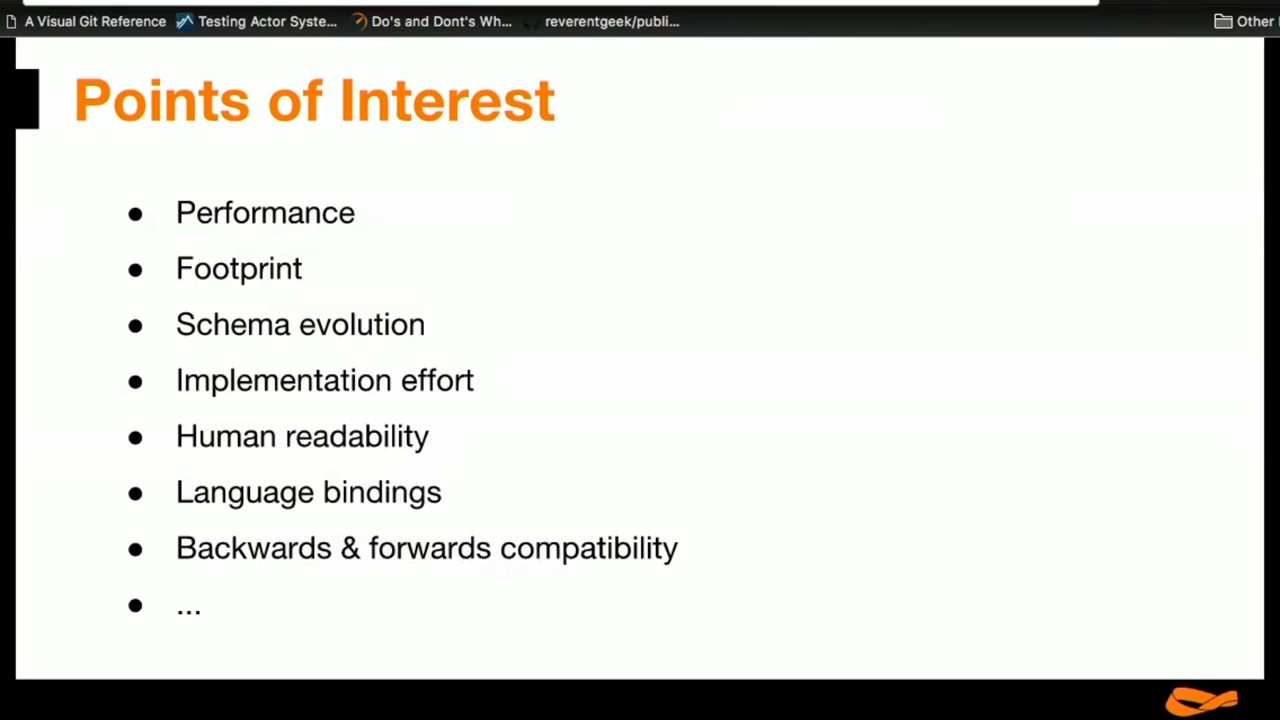 A Visual Git Reference Testing Actor Syste... Do's and Dont's Wh... reverentgeek/publi... Other
Points of Interest
● Performance
● Footprint
● Schema evolution
● Implementation effort
● Human readability
● Language bindings
● Backwards & forwards compatibility
● ...